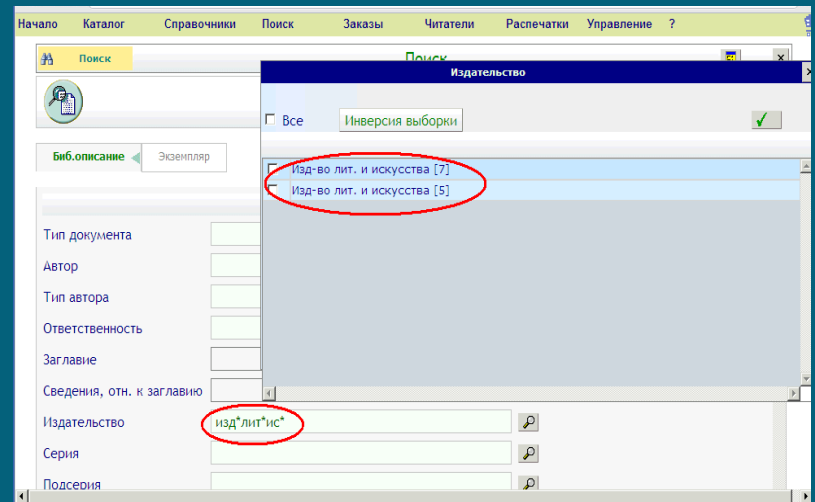 Начало Каталог Справочники Поиск Заказы Читатели Распечатки Управление ?
Поиск
Поиск
Издательство
Все Инверсия выборки
Биб.описание Экземпляр
Изд-во лит. и искусства [7]
Изд-во лит. и искусства [5]
Тип документа
Автор
Тип автора
Ответственность
Заглавие
Сведения, отн. к заглавию
Издательство изд*лит*ис*
Серия
Подсерия